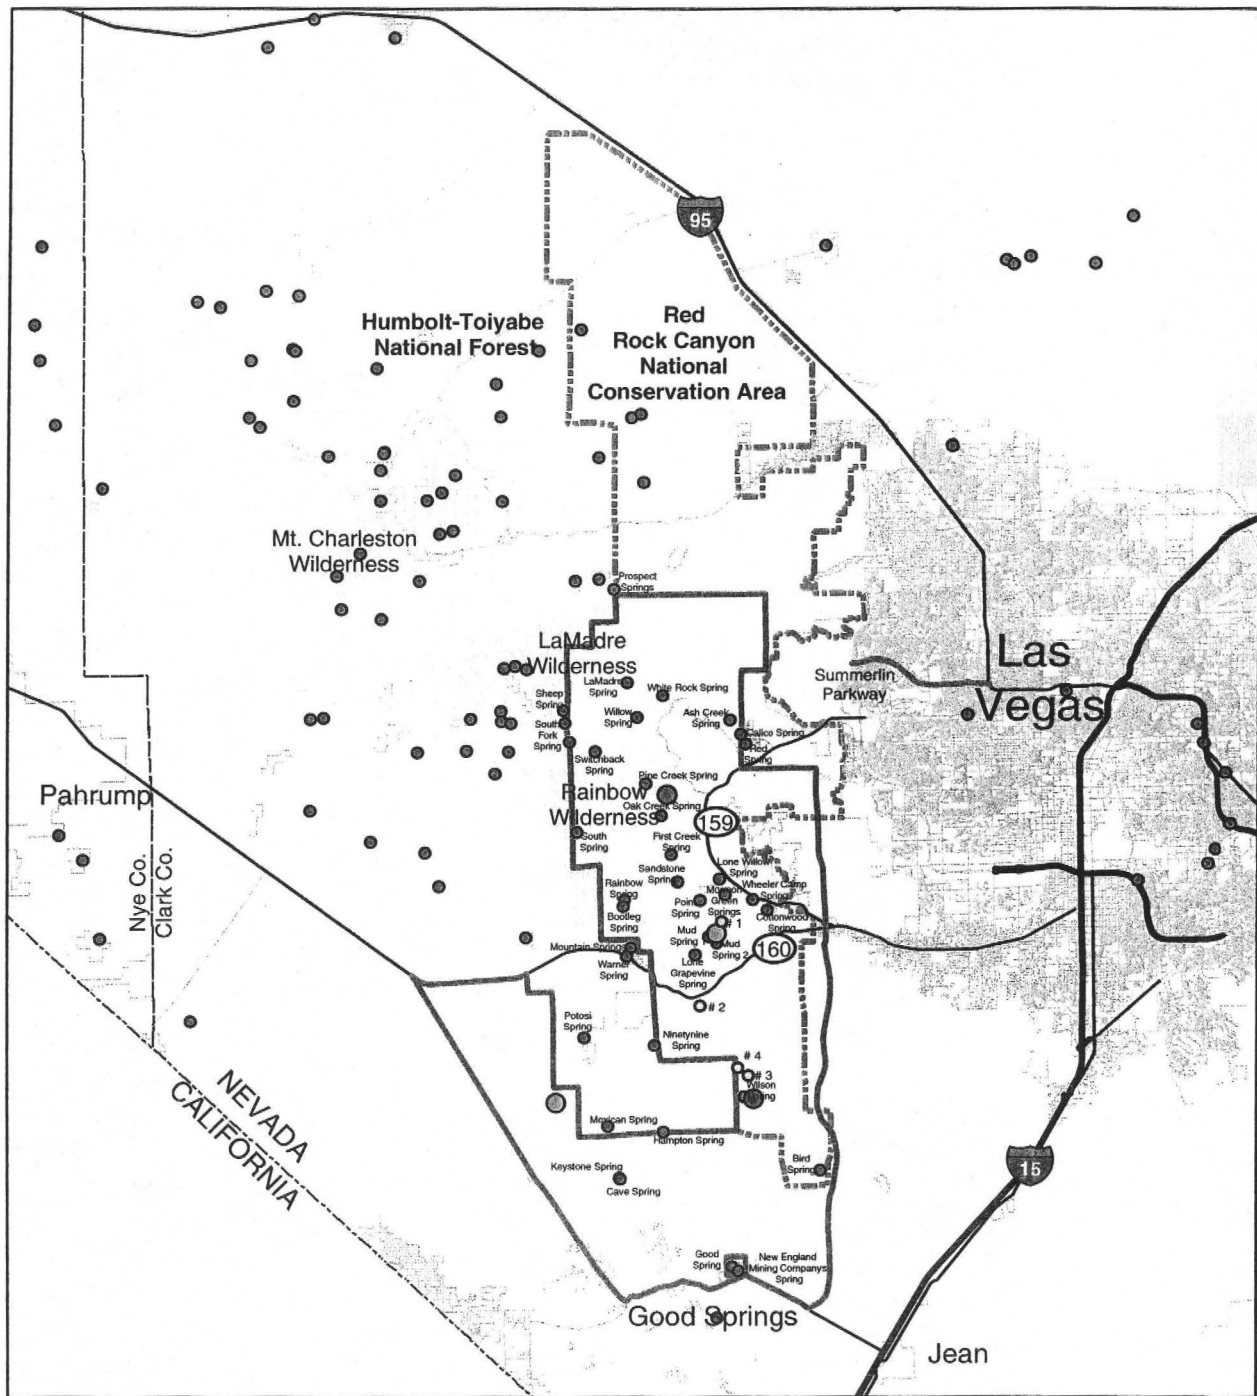 95
Humbolt-Toiyabe
National Forest
Red
Rock Canyon
National
Conservation Area
Mt. Charleston
Wilderness
Prospect
Springs
LaMadre
Wilderness
LaMadre
Spring
White Rock Spring
Sheep
Spring
Willow
Spring
Ash Creek
Spring
South
Fork
Spring
Calico Spring
Red
Spring
Switchback
Spring
Summerlin
Parkway
Las
Vegas
Pahrump
Nye Co.
Clark Co.
Pine Creek Spring
Rainbow
Wilderness
Oak Creek Spring
159
South
Spring
First Creek
Spring
Lone Willow
Spring
Sandstone
Spring
Wheeler Camp
Spring
Rainbow
Spring
Mormon
Green
Springs
Point
Spring
Bootleg
Spring
Cottonwood
Spring
# 1
Mud
Spring 1
Mud
Spring 2
160
Mountain Springs
Warner
Spring
Lone
Grapevine
Spring
# 2
Potosi
Spring
Ninetynine
Spring
# 4
# 3
Wilson
Spring
NEVADA
CALIFORNIA
Mexican Spring
Hampton Spring
Keystone Spring
Cave Spring
Bird
Spring
15
Good
Spring
New England
Mining Companys
Spring
Good Springs
Jean